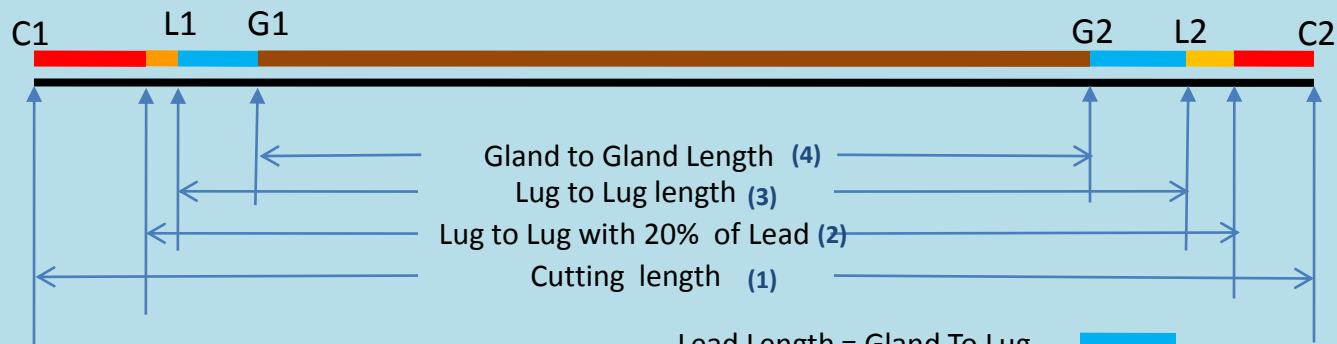 C1 L1 G1 G2 L2 C2
Gland to Gland Length (4)
Lug to Lug length (3)
Lug to Lug with 20% of Lead (2)
Cutting length (1)
Lead Length = Gland To Lug